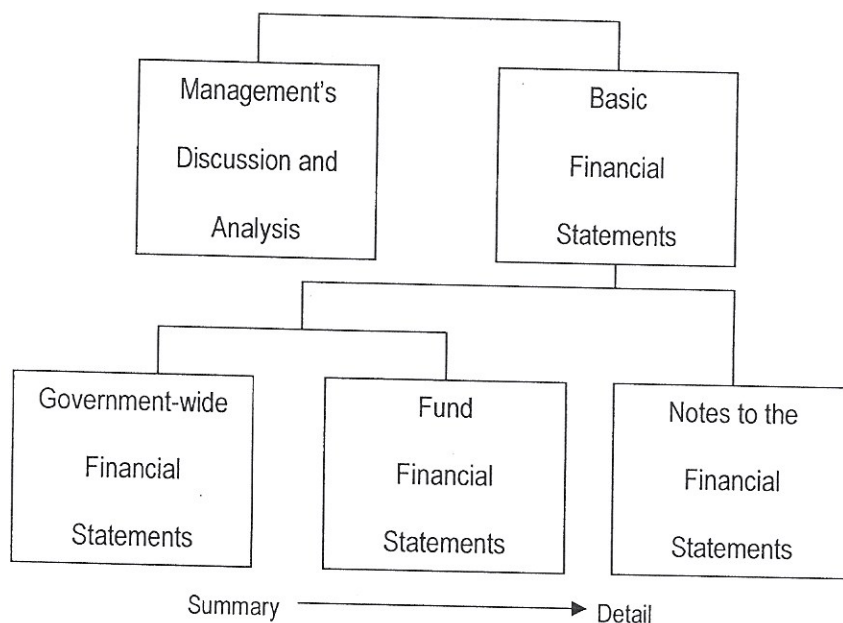 Management's
Discussion and
Analysis
Basic
Financial
Statements
Government-wide
Financial
Statements
Fund
Financial
Statements
Notes to the
Financial
Statements
Summary
Detail